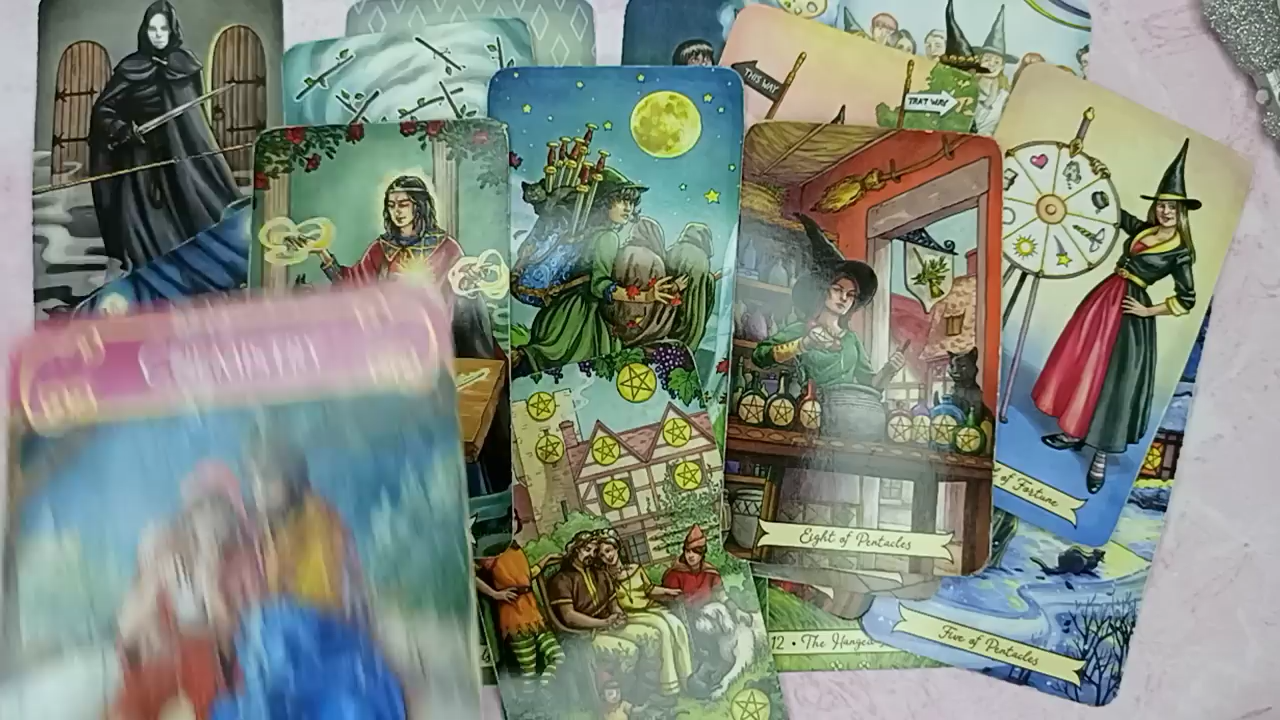 THIS WAY
THAT WAY
of Fortune
Eight of Pentacles
12 • The Hanged
Five of Pentacles